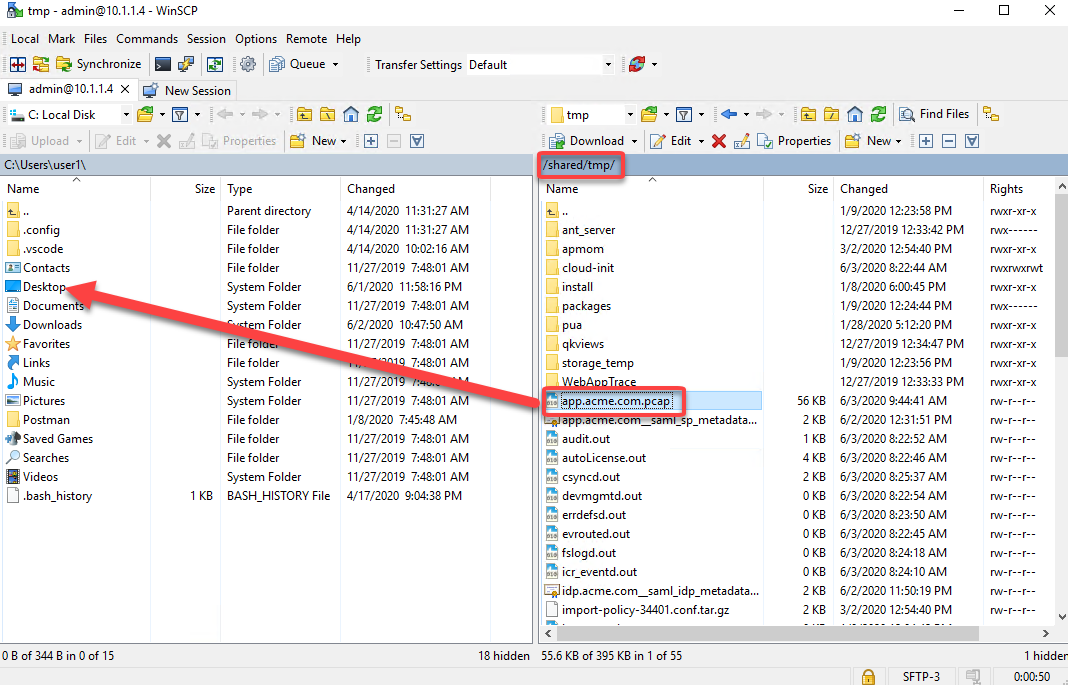 tmp - admin@10.1.1.4 - WinSCP
Local Mark Files Commands Session Options Remote Help
Synchronize Queue Transfer Settings Default
admin@10.1.1.4 New Session
C: Local Disk
Upload Edit Properties New
C:\Users\user1\
Name Size Type Changed
.. Parent directory 4/14/2020 11:31:27 AM
.config File folder 4/14/2020 11:31:27 AM
.vscode File folder 4/14/2020 10:02:16 AM
Contacts File folder 11/27/2019 7:48:01 AM
Desktop System Folder 6/1/2020 11:58:16 PM
Documents System Folder 11/27/2019 7:48:01 AM
Downloads System Folder 6/2/2020 10:47:50 AM
Favorites File folder 11/27/2019 7:48:01 AM
Links File folder 11/27/2019 7:48:01 AM
Music System Folder 11/27/2019 7:48:01 AM
Pictures System Folder 11/27/2019 7:48:01 AM
Postman File folder 1/8/2020 7:45:48 AM
Saved Games File folder 11/27/2019 7:48:01 AM
Searches File folder 11/27/2019 7:48:01 AM
Videos System Folder 11/27/2019 7:48:01 AM
.bash_history 1 KB BASH_HISTORY File 4/17/2020 9:04:38 PM
0 B of 344 B in 0 of 15 18 hidden
tmp Find Files
Download Edit Properties New
/shared/tmp/
Name Size Changed Rights
.. 1/9/2020 12:23:58 PM rwxr-xr-x
ant_server 12/27/2019 12:33:42 PM rwx------
apmom 3/2/2020 12:54:40 PM rwxr-xr-x
cloud-init 6/3/2020 8:22:44 AM rwxrwxrwt
install 1/8/2020 6:00:45 PM rwxr-xr-x
packages 1/9/2020 12:24:44 PM rwx------
pua 1/28/2020 5:12:20 PM rwxr-xr-x
qkviews 12/27/2019 12:34:47 PM rwxr-xr-x
storage_temp 1/9/2020 12:23:56 PM rwxr-xr-x
WebAppTrace 12/27/2019 12:33:33 PM rwxr-xr-x
app.acme.com.pcap 56 KB 6/3/2020 9:44:41 AM rw-r--r--
app.acme.com__saml_sp_metadata... 2 KB 6/2/2020 12:31:51 PM rw-r--r--
audit.out 1 KB 6/3/2020 8:22:52 AM rw-r--r--
autoLicense.out 4 KB 6/3/2020 8:22:46 AM rw-r--r--
csyncd.out 2 KB 6/3/2020 8:25:37 AM rw-r--r--
devmgmtd.out 0 KB 6/3/2020 8:22:54 AM rw-r--r--
errdefsd.out 0 KB 6/3/2020 8:23:50 AM rw-r--r--
evrouted.out 0 KB 6/3/2020 8:22:45 AM rw-r--r--
fslogd.out 0 KB 6/3/2020 8:24:18 AM rw-r--r--
icr_eventd.out 0 KB 6/3/2020 8:24:10 AM rw-r--r--
idp.acme.com__saml_idp_metadata... 2 KB 6/2/2020 11:50:19 PM rw-r--r--
import-policy-34401.conf.tar.gz 2 KB 3/2/2020 12:54:40 PM rw-r--r--
55.6 KB of 395 KB in 1 of 55 1 hidden
SFTP-3 0:00:50